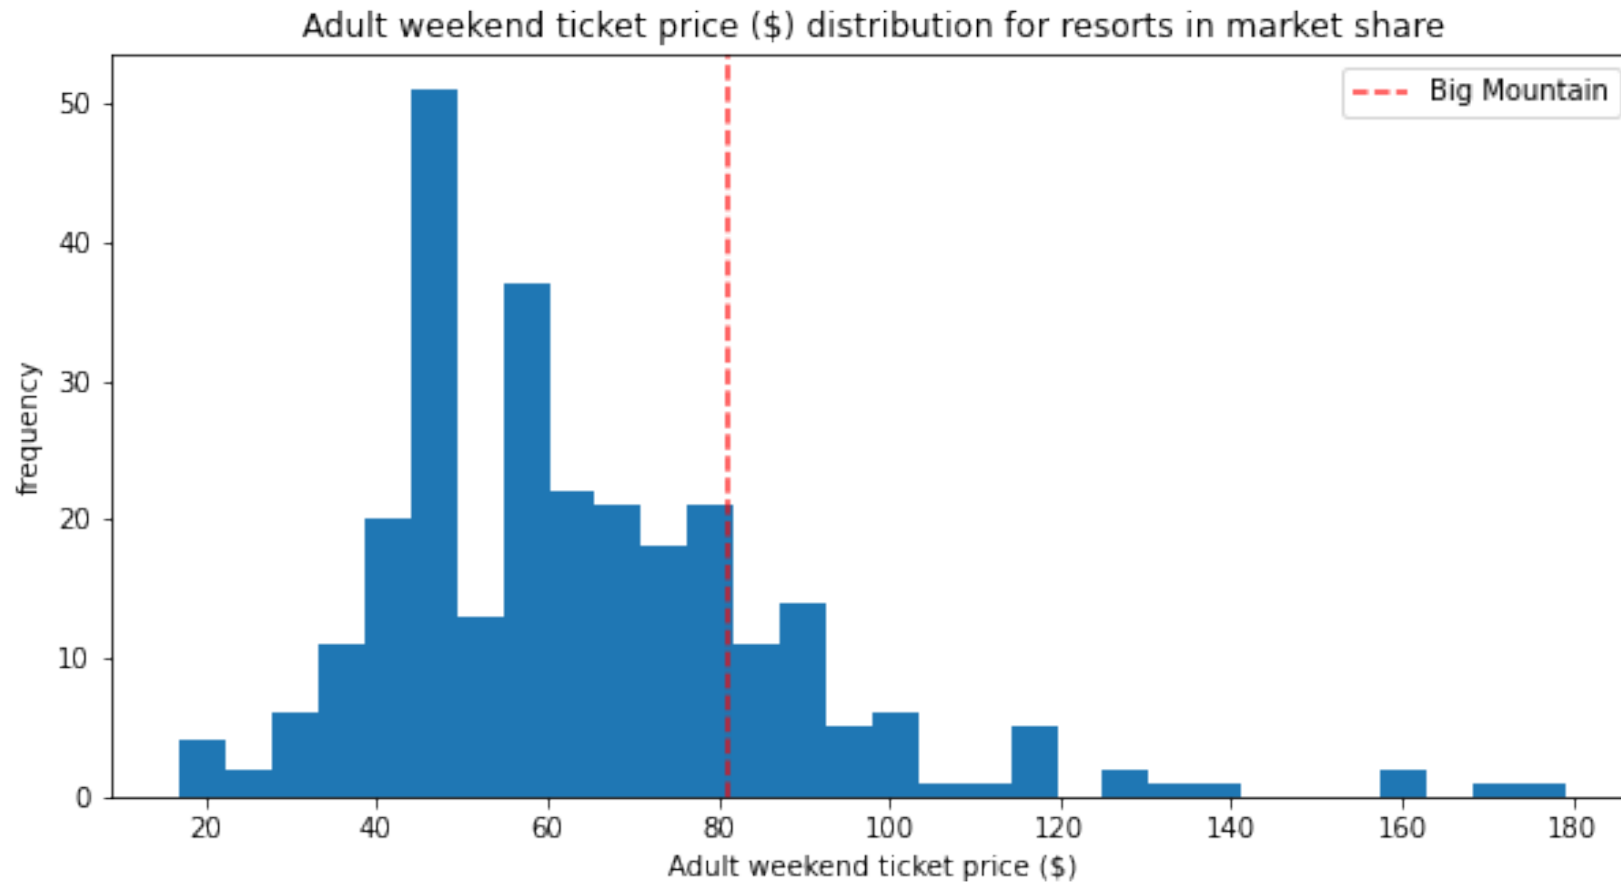 Adult weekend ticket price ($) distribution for resorts in market share
Big Mountain
50
40
30
20
10
0
frequency
20 40 60 80 100 120 140 160 180
Adult weekend ticket price ($)